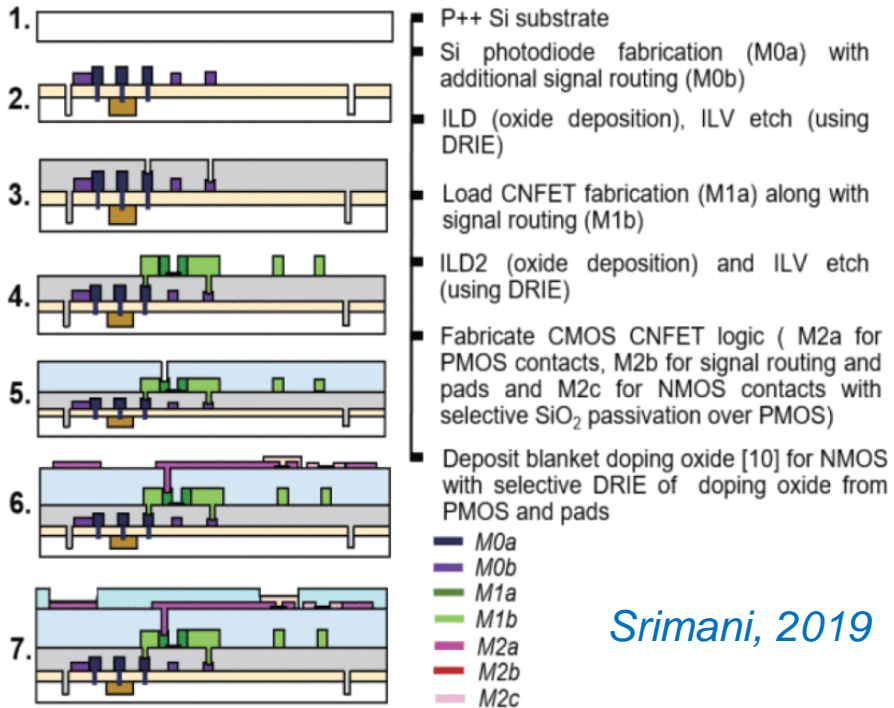 1.
P++ Si substrate
Si photodiode fabrication (M0a) with
additional signal routing (M0b)
2.
ILD (oxide deposition), ILV etch (using
DRIE)
3.
Load CNFET fabrication (M1a) along with
signal routing (M1b)
4.
ILD2 (oxide deposition) and ILV etch
(using DRIE)
5.
Fabricate CMOS CNFET logic ( M2a for
PMOS contacts, M2b for signal routing and
pads and M2c for NMOS contacts with
selective SiO₂ passivation over PMOS)
6.
Deposit blanket doping oxide [10] for NMOS
with selective DRIE of doping oxide from
PMOS and pads
7.
M0a
M0b
M1a
M1b
M2a
M2b
M2c
Srimani, 2019